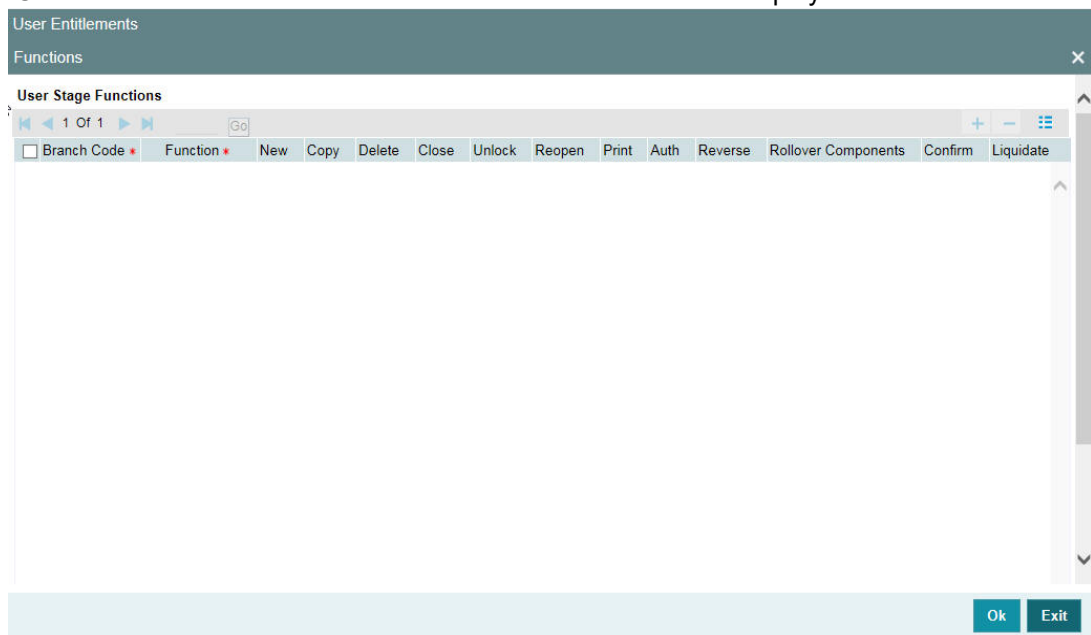 User Entitlements
Functions
User Stage Functions
1 Of 1 Go
Branch Code * Function * New Copy Delete Close Unlock Reopen Print Auth Reverse Rollover Components Confirm Liquidate
Ok Exit